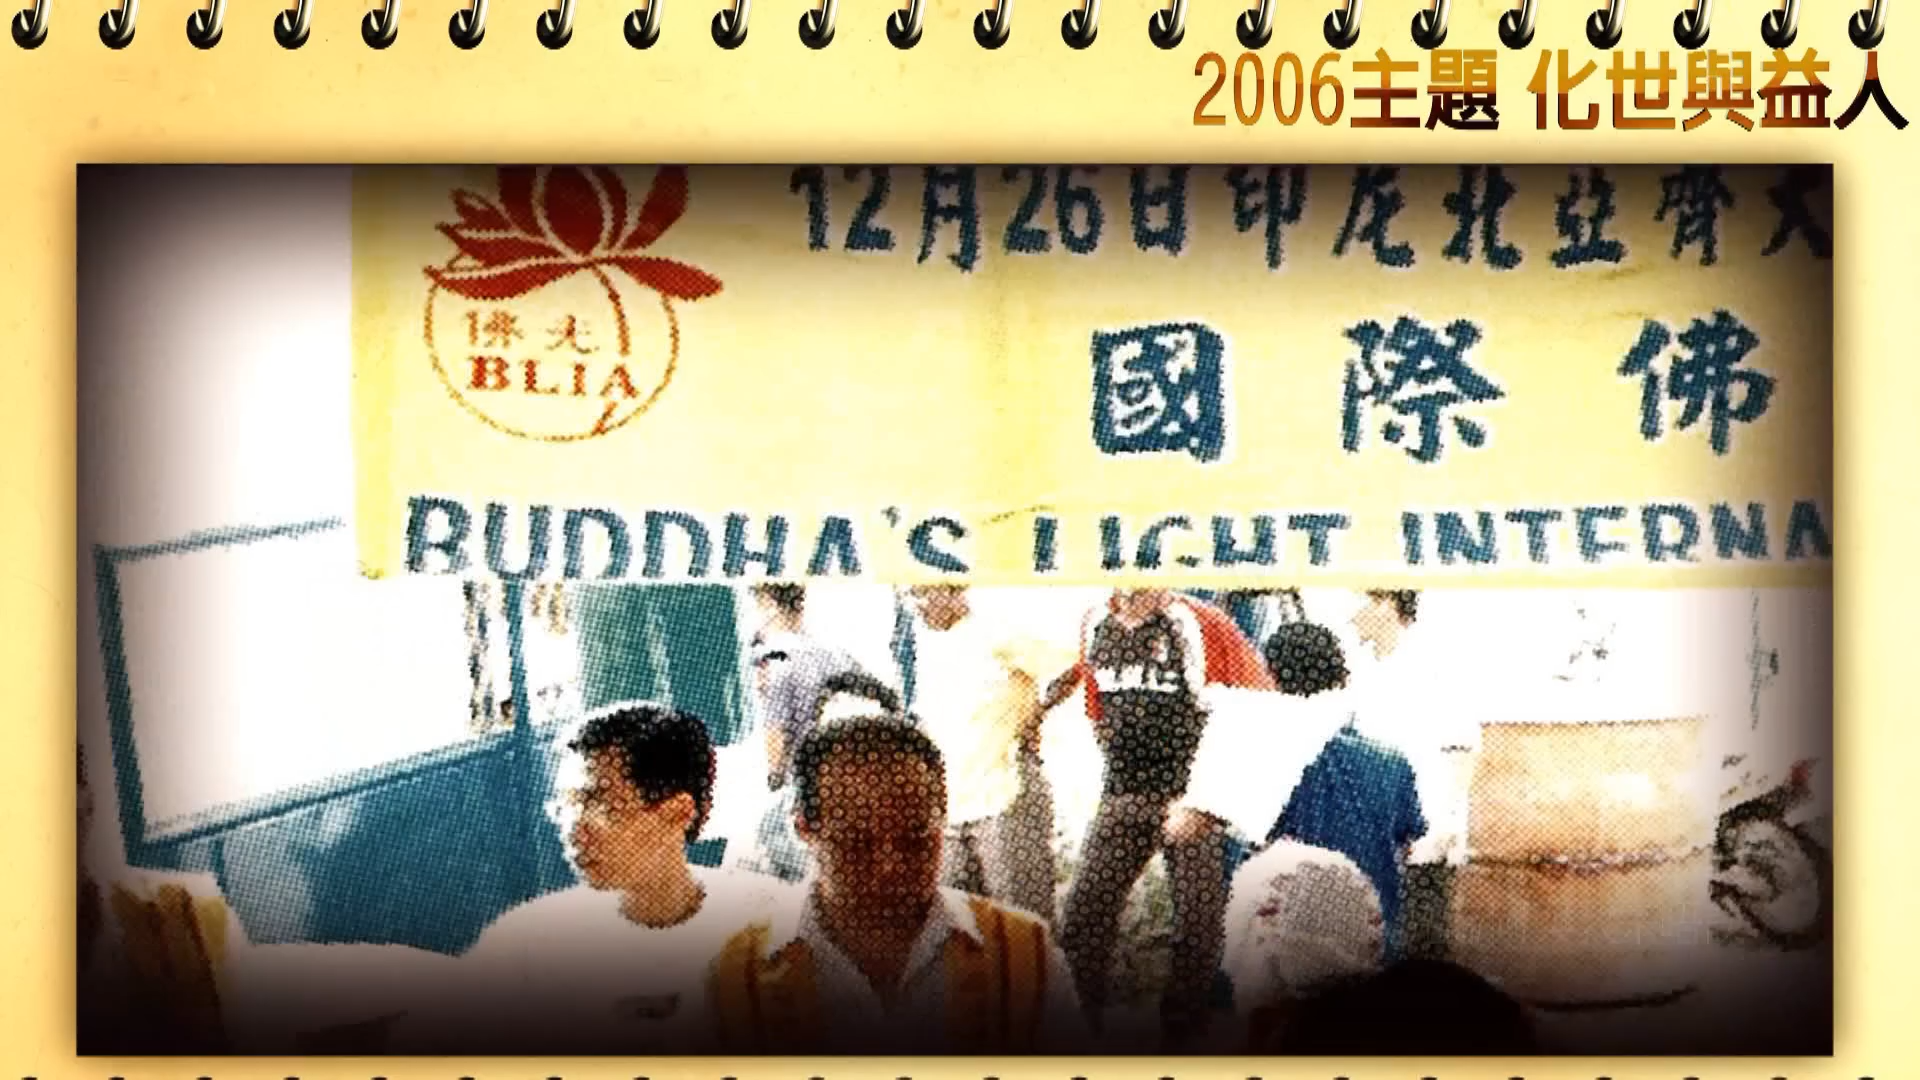 2006主題 化世與益人
12月26日印尼北亞齊大
佛光
BLIA
國際佛
BUDDHA'S LIGHT INTERNA